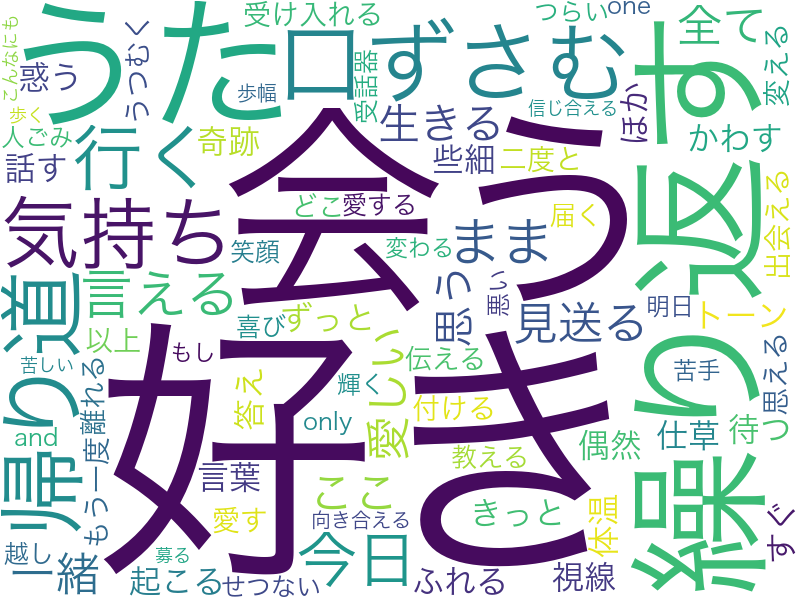 受け入れる
つらい
one
うた
口ずさむ
全て
変える
こんなにも
惑う
うつむく
歩幅
受話器
信じ合える
ほか
歩く
人ごみ
話す
行く
奇跡
会う
生きる
些細
二度と
かわす
繰り返す
気持ち
どこ
愛する
届く
出会える
笑顔
変わる
まま
言える
思う
悪い
見送る
明日
トーン
帰り道
以上
喜び
ずっと
もし
苦しい
伝える
愛しい
苦手
思える
輝く
答え
付ける
only
好き
and
もう一度
離れる
言葉
ここ
教える
偶然
仕草
待つ
愛す
向き合える
きっと
体温
すぐ
越し
一緒
募る
起こる
せつない
今日
ふれる
視線